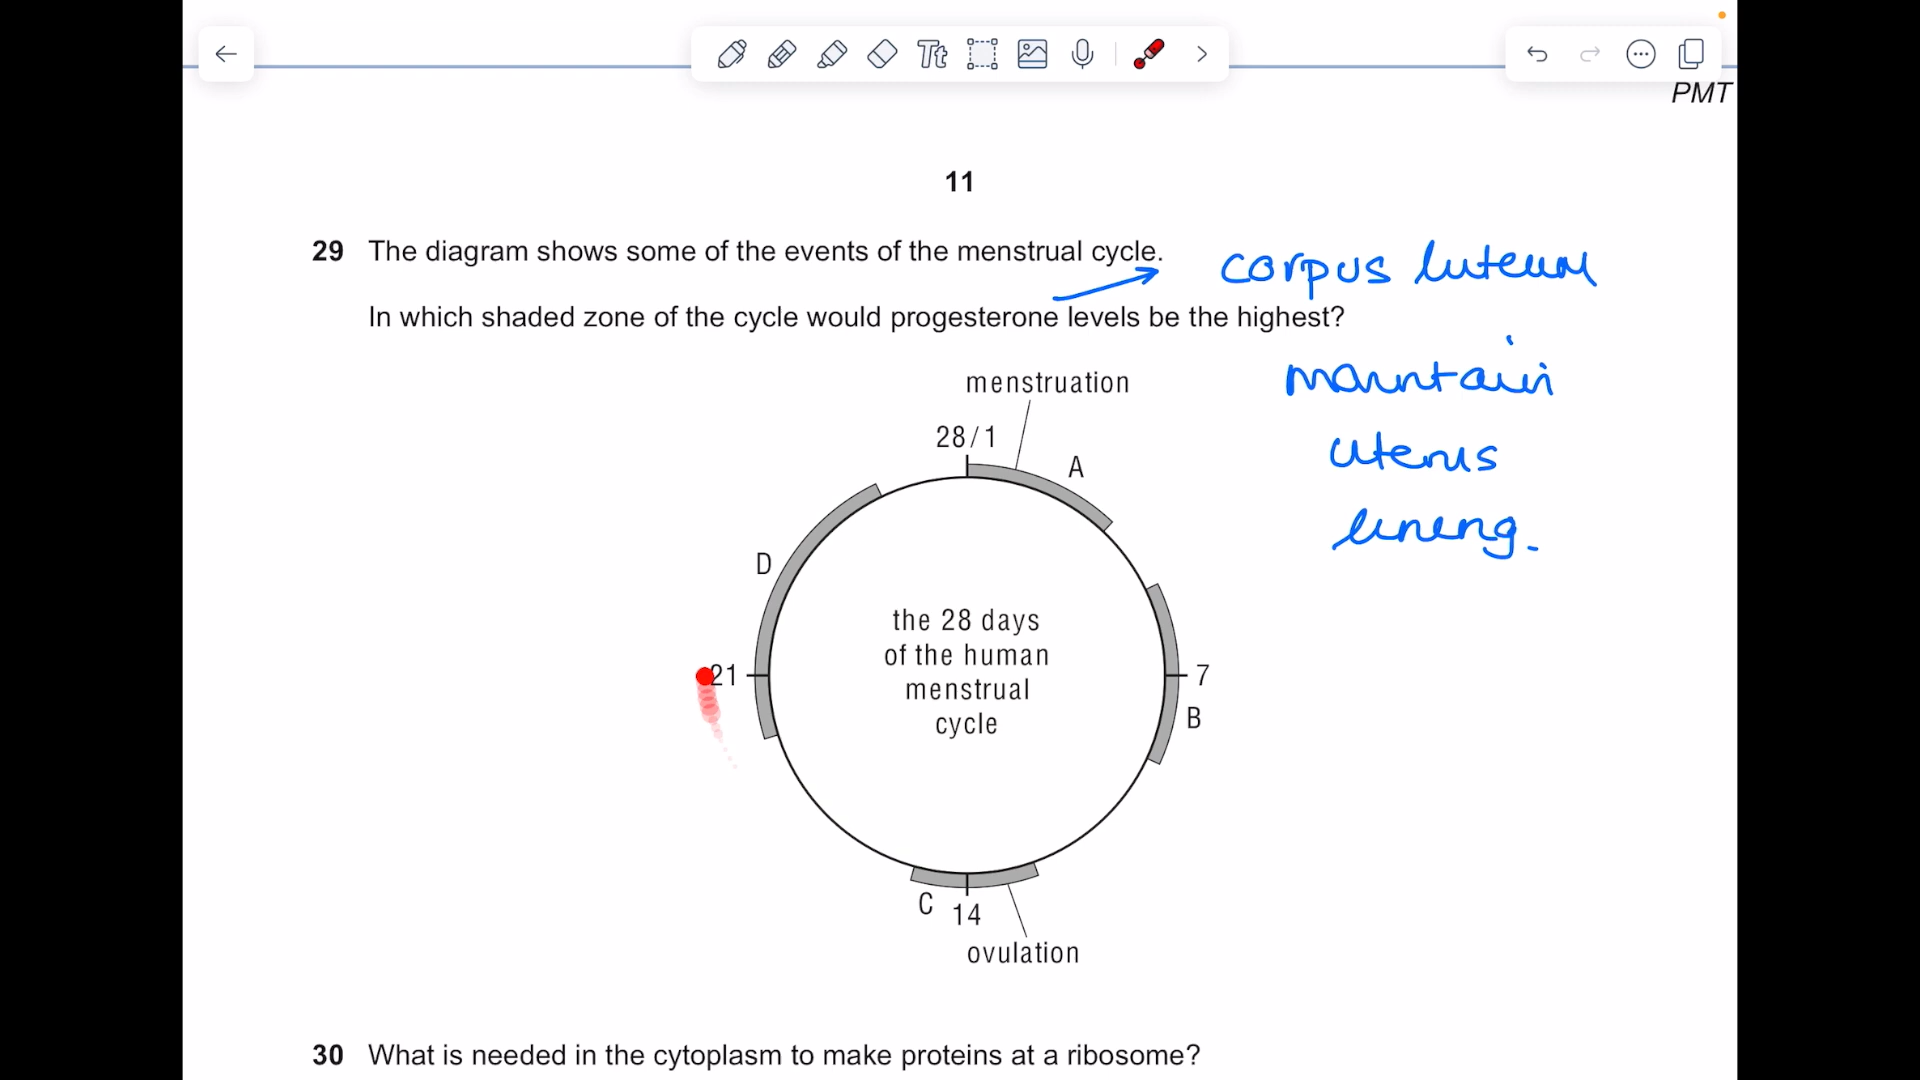 Tt
PMT
11
29 The diagram shows some of the events of the menstrual cycle.
corpus luteum
In which shaded zone of the cycle would progesterone levels be the highest?
maintain
uterus
lining.
menstruation
28/1
A
D
the 28 days
of the human
menstrual
cycle
21
7
B
C
14
ovulation
30 What is needed in the cytoplasm to make proteins at a ribosome?